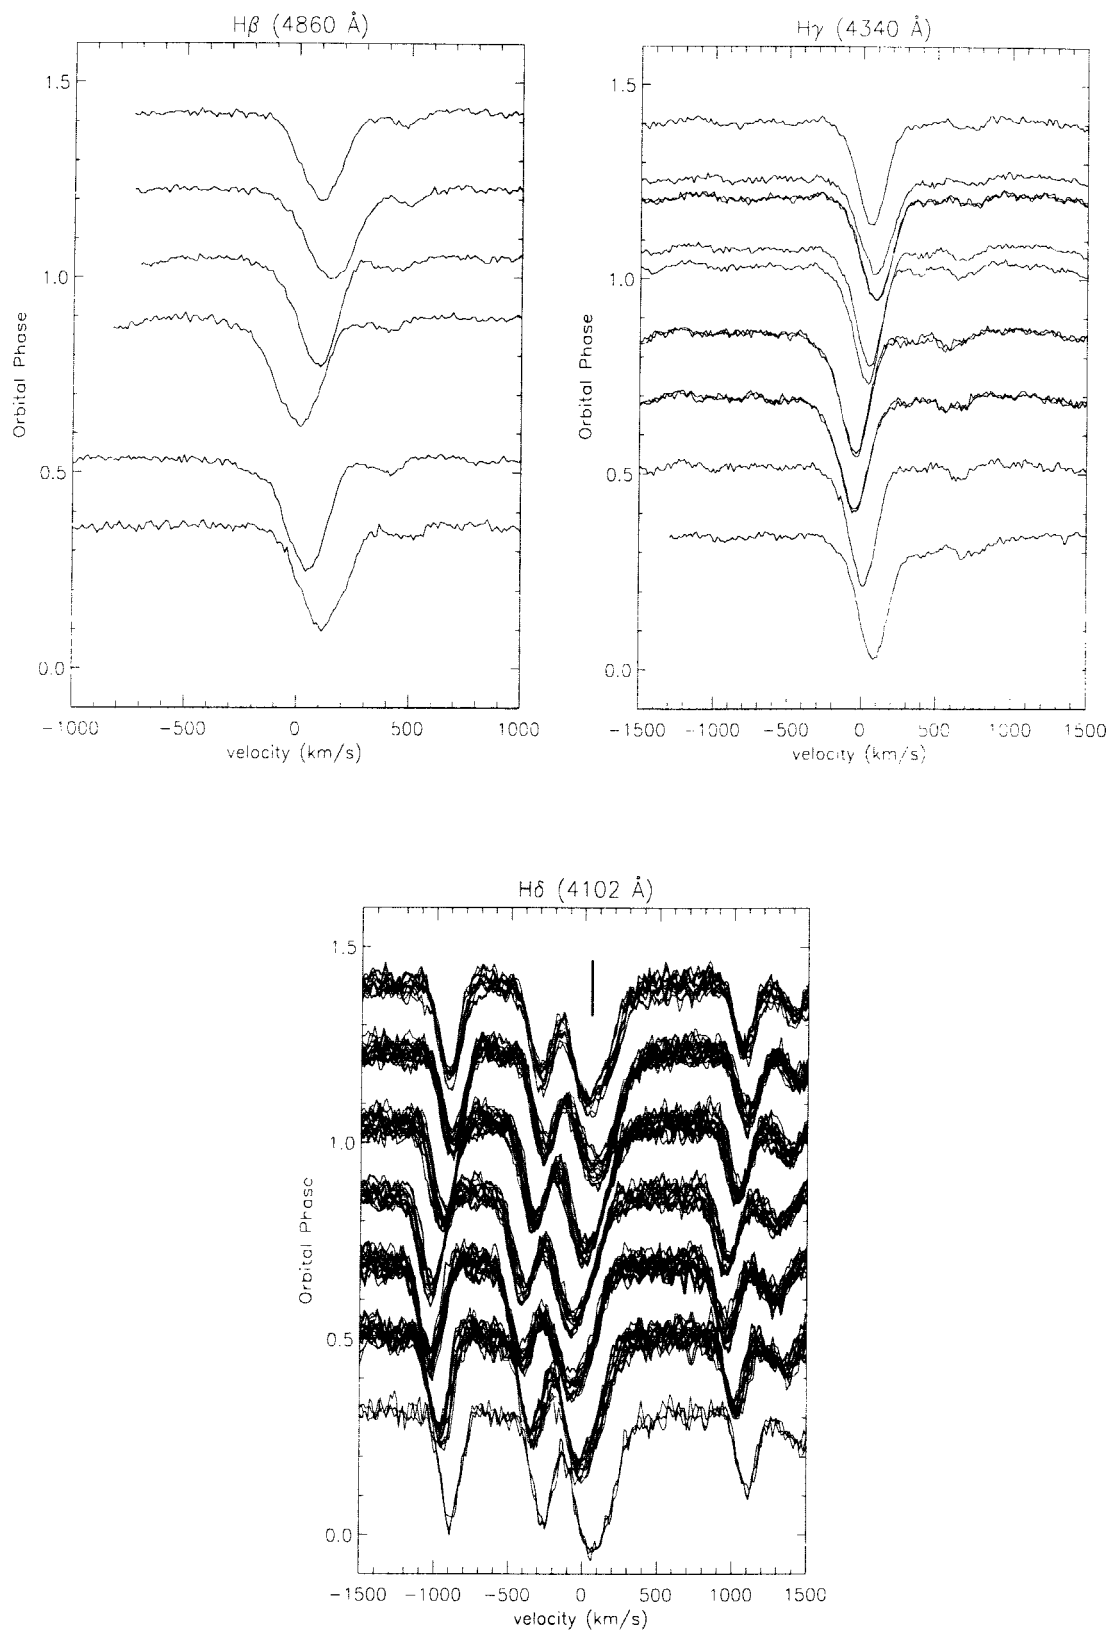 Hβ (4860 Å)
1.5
1.0
0.5
0.0
Orbital Phase
-1000 -500 0 500 1000
velocity (km/s)
Hγ (4340 Å)
1.5
1.0
0.5
0.0
Orbital Phase
-1500 -1000 -500 0 500 1000 1500
velocity (km/s)
Hδ (4102 Å)
1.5
1.0
0.5
0.0
Orbital Phase
-1500 -1000 -500 0 500 1000 1500
velocity (km/s)